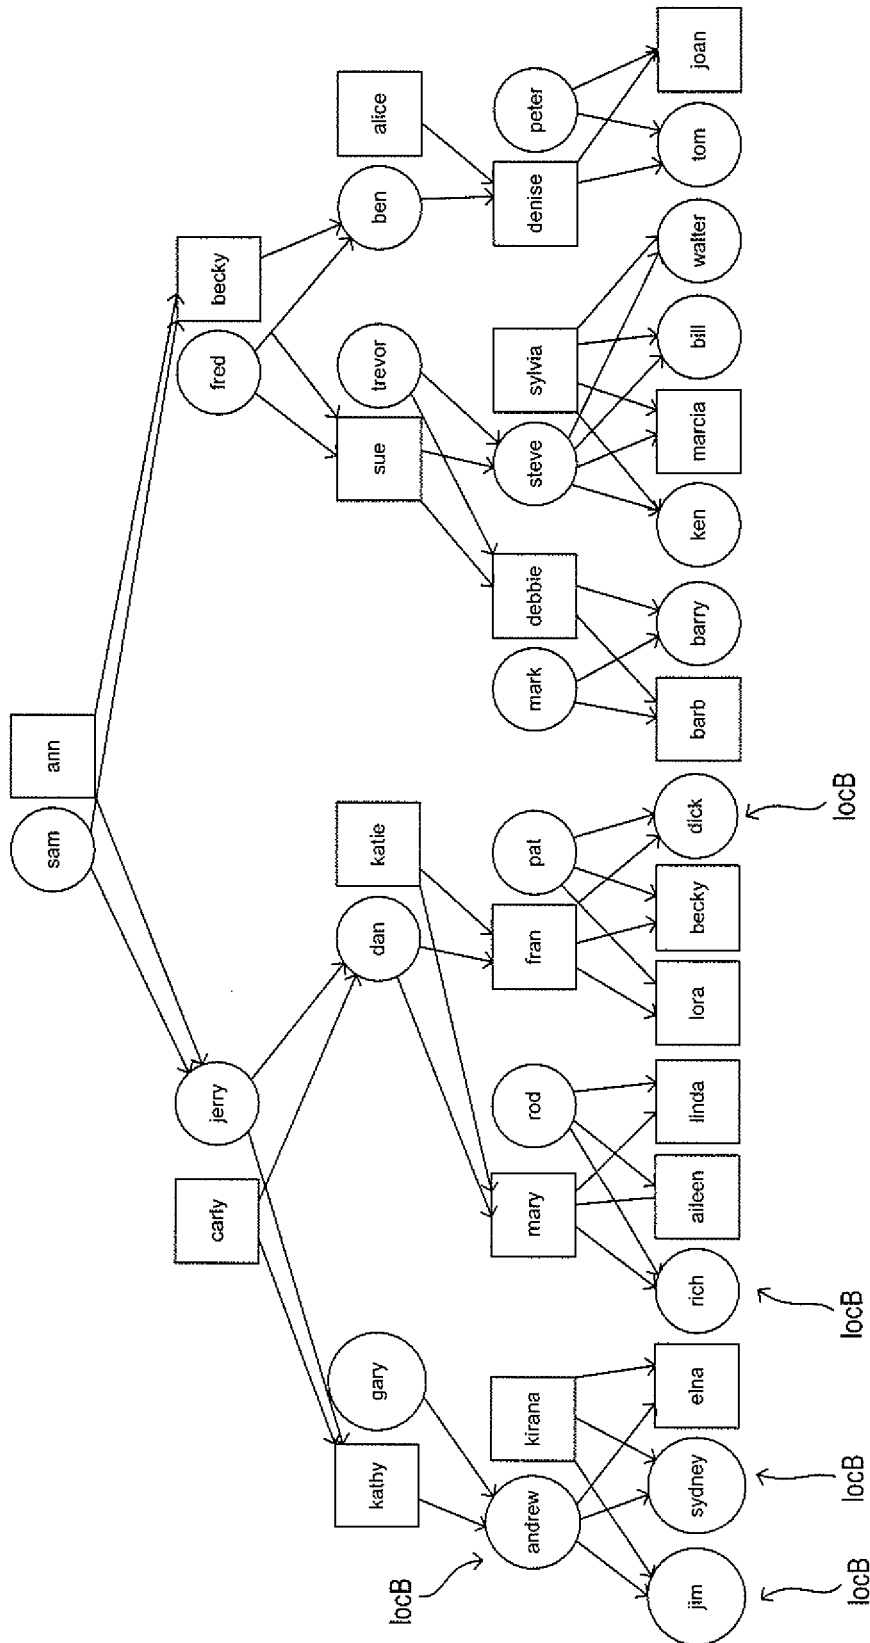 sam
ann
carly
jerry
fred
becky
kathy
gary
dan
katie
sue
trevor
ben
alice
locB
andrew
kirana
mary
rod
fran
pat
mark
debbie
steve
sylvia
denise
peter
jim
sydney
elna
rich
aileen
linda
lora
becky
dick
barb
barry
ken
marcia
bill
walter
tom
joan
locB
locB
locB
locB